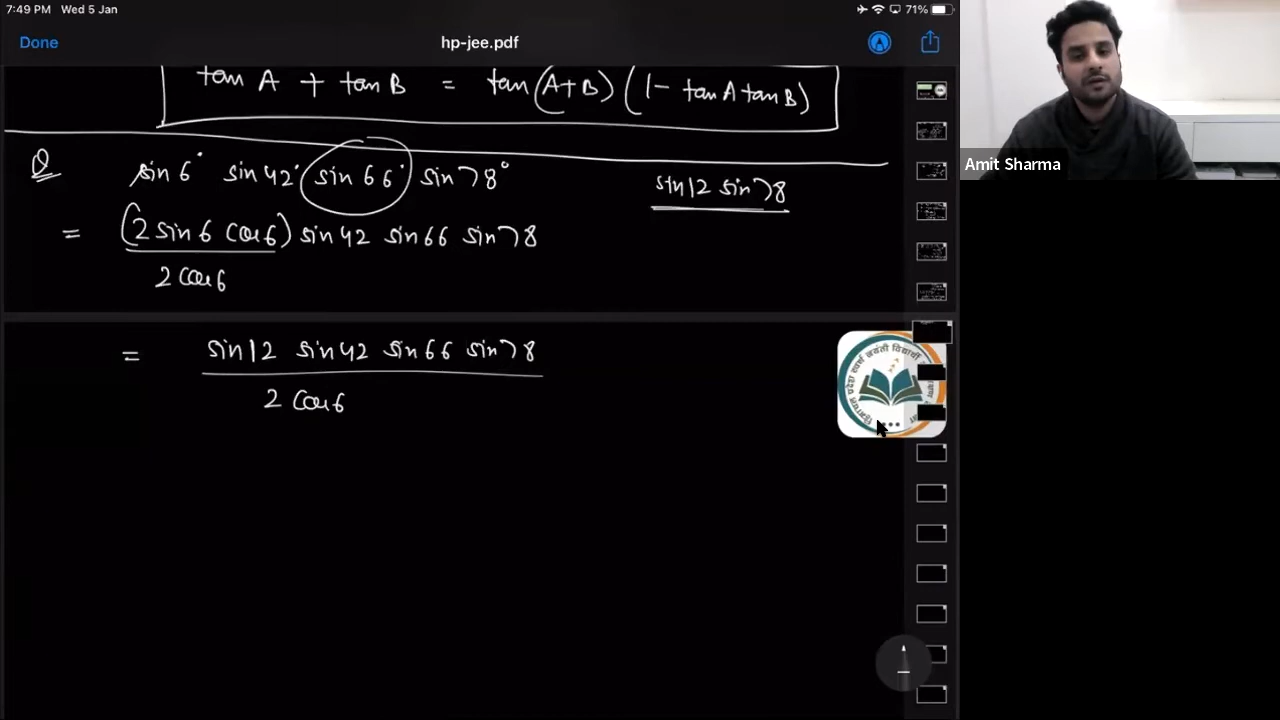 7:49 PM Wed 5 Jan
71%
Done
hp-jee.pdf
tan A + tan B = tan (A+B) (1 - tan A tan B)
Q
sin 6° sin 42° sin 66° sin 78°
sin 12 sin 78
= (2 sin 6 cos 6) sin 42 sin 66 sin 78
2 cos 6
= sin 12 sin 42 sin 66 sin 78
2 cos 6
Amit Sharma